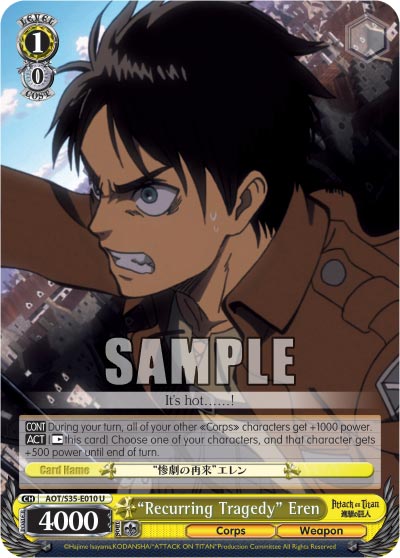 LEVEL
1
0
COST
SAMPLE
It's hot……!
CONT During your turn, all of your other «Corps» characters get +1000 power.
ACT [this card] Choose one of your characters, and that character gets
+500 power until end of turn.
Card Name
"惨劇の再来"エレン
CH AOT/S35-E010 U
POWER 4000 SOUL
"Recurring Tragedy" Eren
Attack on Titan
進撃の巨人
Corps Weapon
©Hajime Isayama,KODANSHA/"ATTACK ON TITAN"Production Committee.All Rights Reserved.